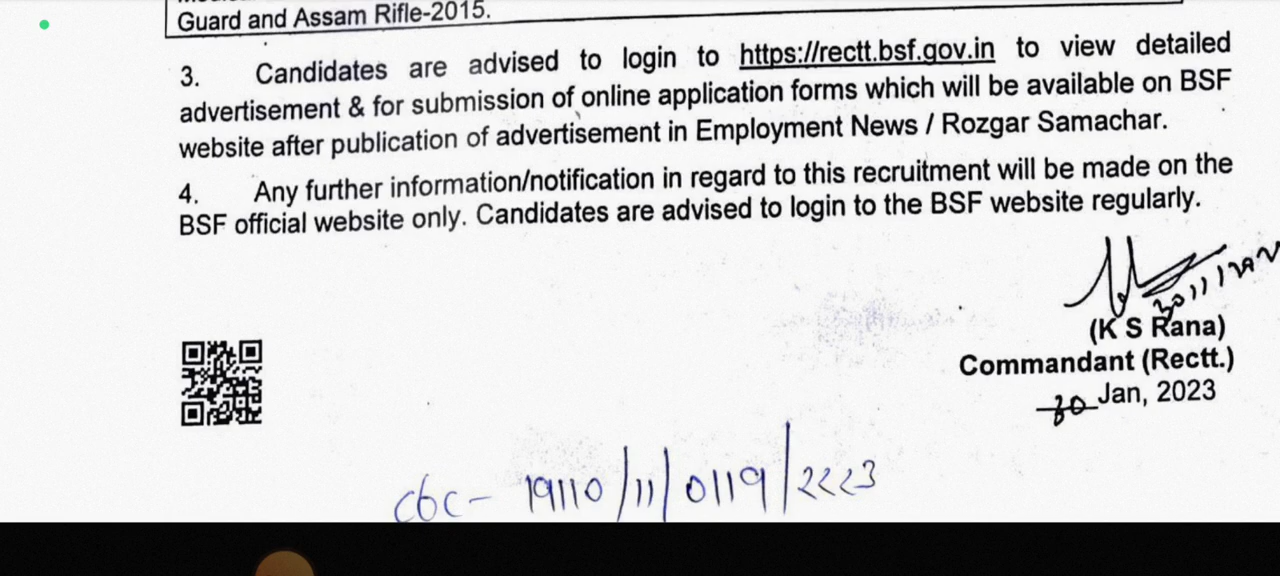 Guard and Assam Rifle-2015.
3. Candidates are advised to login to https://rectt.bsf.gov.in to view detailed
advertisement & for submission of online application forms which will be available on BSF
website after publication of advertisement in Employment News / Rozgar Samachar.
4. Any further information/notification in regard to this recruitment will be made on the
BSF official website only. Candidates are advised to login to the BSF website regularly.
(K S Rana)
Commandant (Rectt.)
30 Jan, 2023
cbc- 19110/11/0119/2223